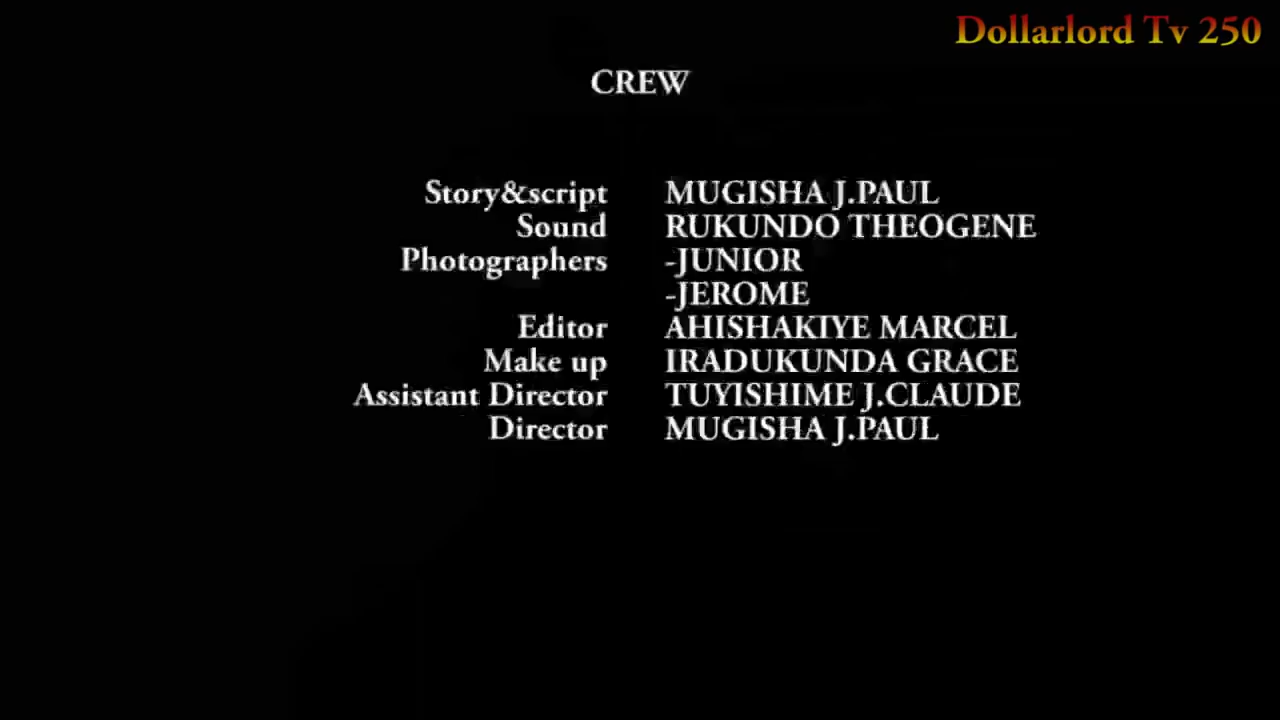 Dollarlord Tv 250
CREW
Story&script MUGISHA J.PAUL
Sound RUKUNDO THEOGENE
Photographers -JUNIOR
-JEROME
Editor AHISHAKIYE MARCEL
Make up IRADUKUNDA GRACE
Assistant Director TUYISHIME J.CLAUDE
Director MUGISHA J.PAUL